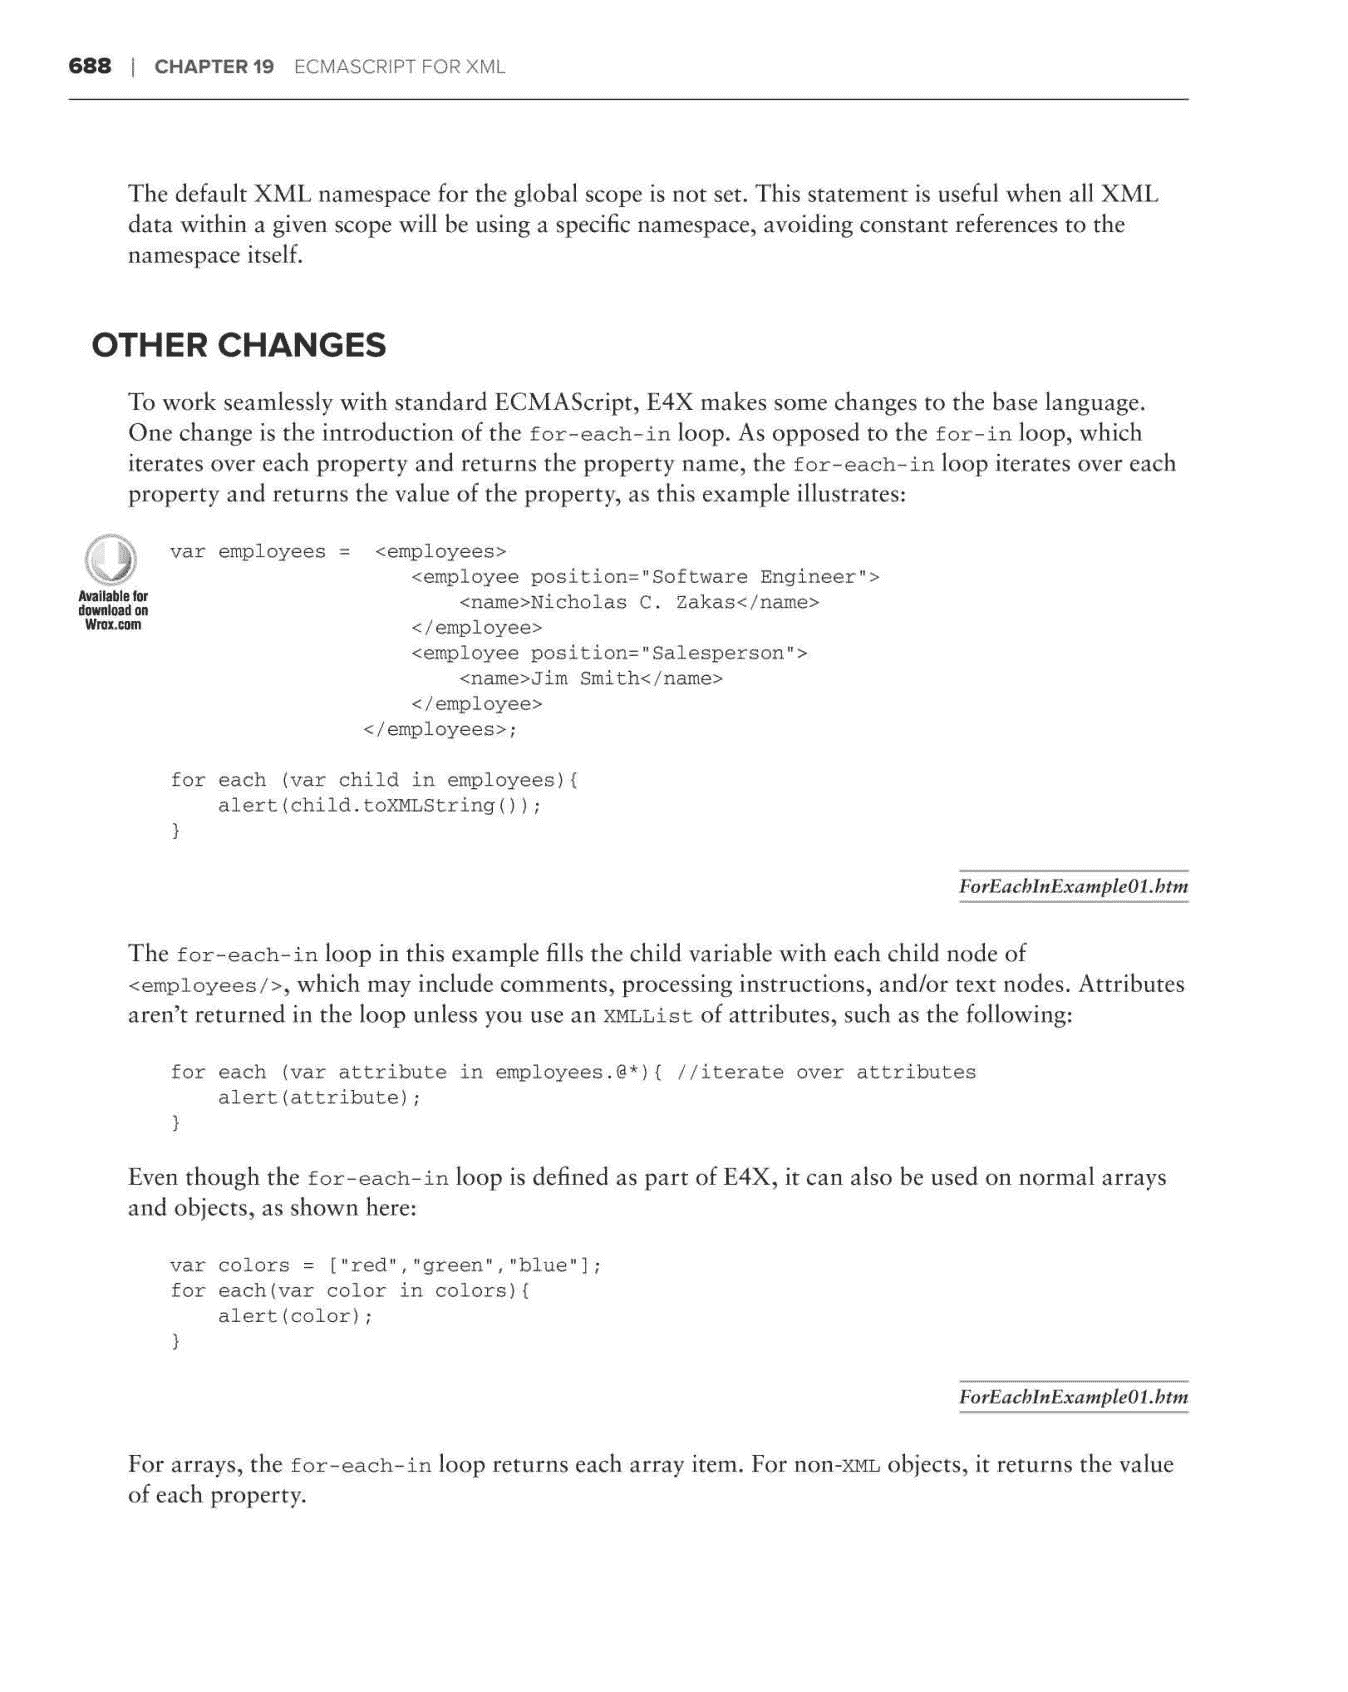 688 | CHAPTER 19 ECMASCRIPT FOR XML
The default XML namespace for the global scope is not set. This statement is useful when all XML
data within a given scope will be using a specific namespace, avoiding constant references to the
namespace itself.
OTHER CHANGES
To work seamlessly with standard ECMAScript, E4X makes some changes to the base language.
One change is the introduction of the for-each-in loop. As opposed to the for-in loop, which
iterates over each property and returns the property name, the for-each-in loop iterates over each
property and returns the value of the property, as this example illustrates:
Available for
download on
Wrox.com
var employees =  <employees>
                    <employee position="Software Engineer">
                        <name>Nicholas C. Zakas</name>
                    </employee>
                    <employee position="Salesperson">
                        <name>Jim Smith</name>
                    </employee>
                </employees>;
for each (var child in employees){
    alert(child.toXMLString());
}
ForEachInExample01.htm
The for-each-in loop in this example fills the child variable with each child node of
<employees/>, which may include comments, processing instructions, and/or text nodes. Attributes
aren’t returned in the loop unless you use an XMLList of attributes, such as the following:
for each (var attribute in employees.@*){ //iterate over attributes
    alert(attribute);
}
Even though the for-each-in loop is defined as part of E4X, it can also be used on normal arrays
and objects, as shown here:
var colors = ["red","green","blue"];
for each(var color in colors){
    alert(color);
}
ForEachInExample01.htm
For arrays, the for-each-in loop returns each array item. For non-XML objects, it returns the value
of each property.